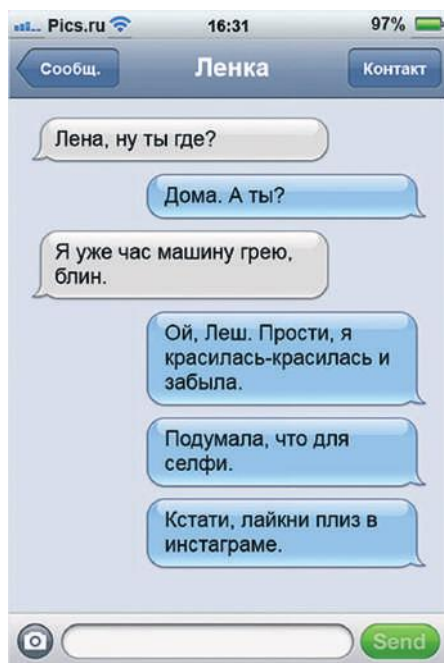 Pics.ru 16:31 97%
Сообщ. Ленка Контакт
Лена, ну ты где?
Дома. А ты?
Я уже час машину грею,
блин.
Ой, Леш. Прости, я
красилась-красилась и
забыла.
Подумала, что для
селфи.
Кстати, лайкни плиз в
инстаграме.
Send